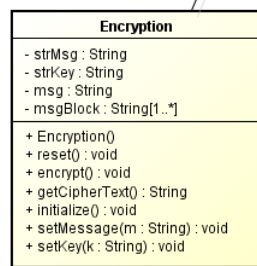 Encryption
- strMsg : String
- strKey : String
- msg : String
- msgBlock : String[1..*]
+ Encryption()
+ reset() : void
+ encrypt() : void
+ getCipherText() : String
+ initialize() : void
+ setMessage(m : String) : void
+ setKey(k : String) : void